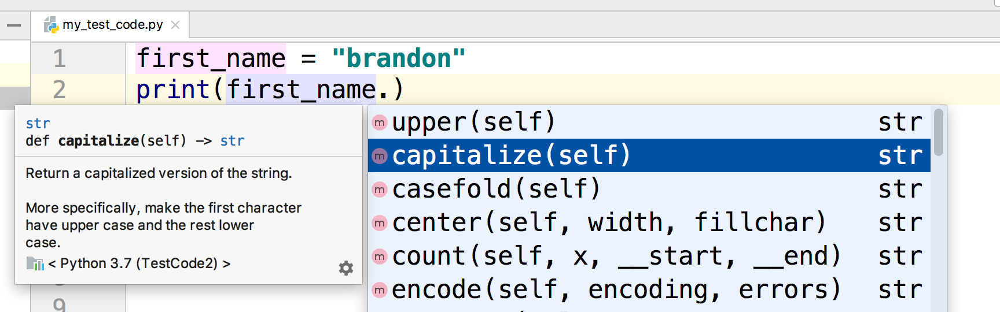 my_test_code.py
1 first_name = "brandon"
2 print(first_name.)
str
def capitalize(self) -> str
Return a capitalized version of the string.
More specifically, make the first character
have upper case and the rest lower
case.
< Python 3.7 (TestCode2) >
m upper(self) str
m capitalize(self) str
m casefold(self) str
m center(self, width, fillchar) str
m count(self, x, __start, __end) str
m encode(self, encoding, errors) str
9